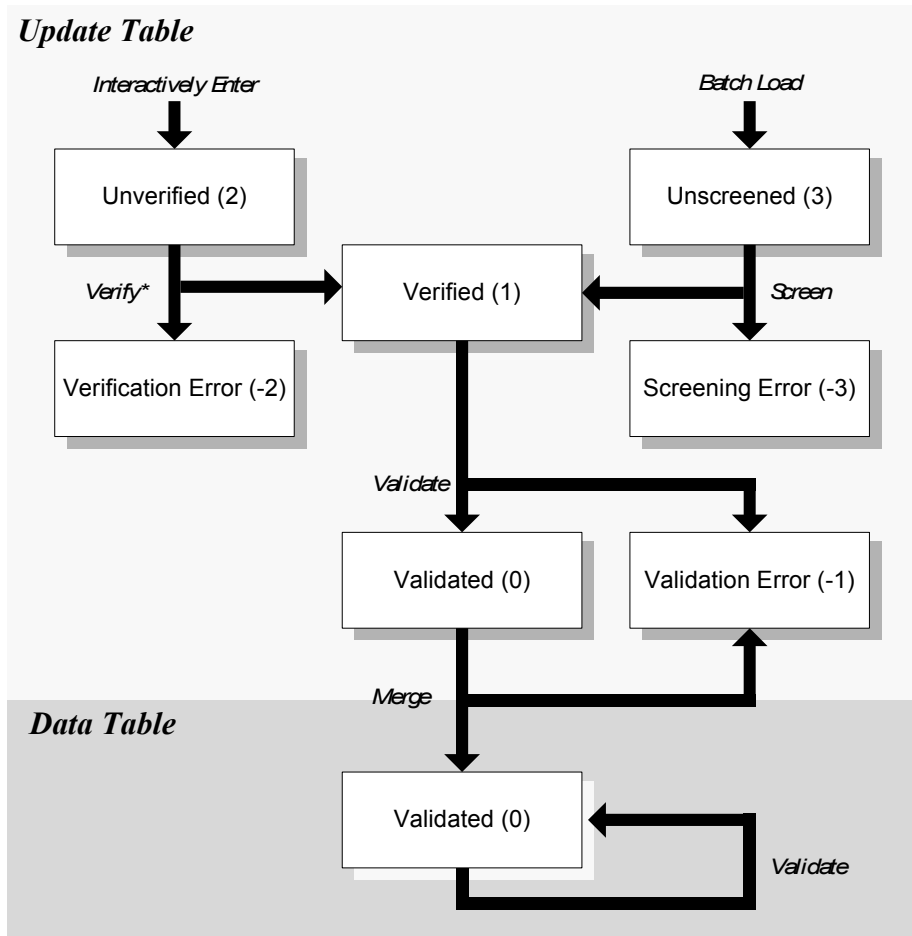 Update Table
Interactively Enter
Batch Load
Unverified (2)
Unscreened (3)
Verify*
Verified (1)
Screen
Verification Error (-2)
Screening Error (-3)
Validate
Validated (0)
Validation Error (-1)
Merge
Data Table
Validated (0)
Validate